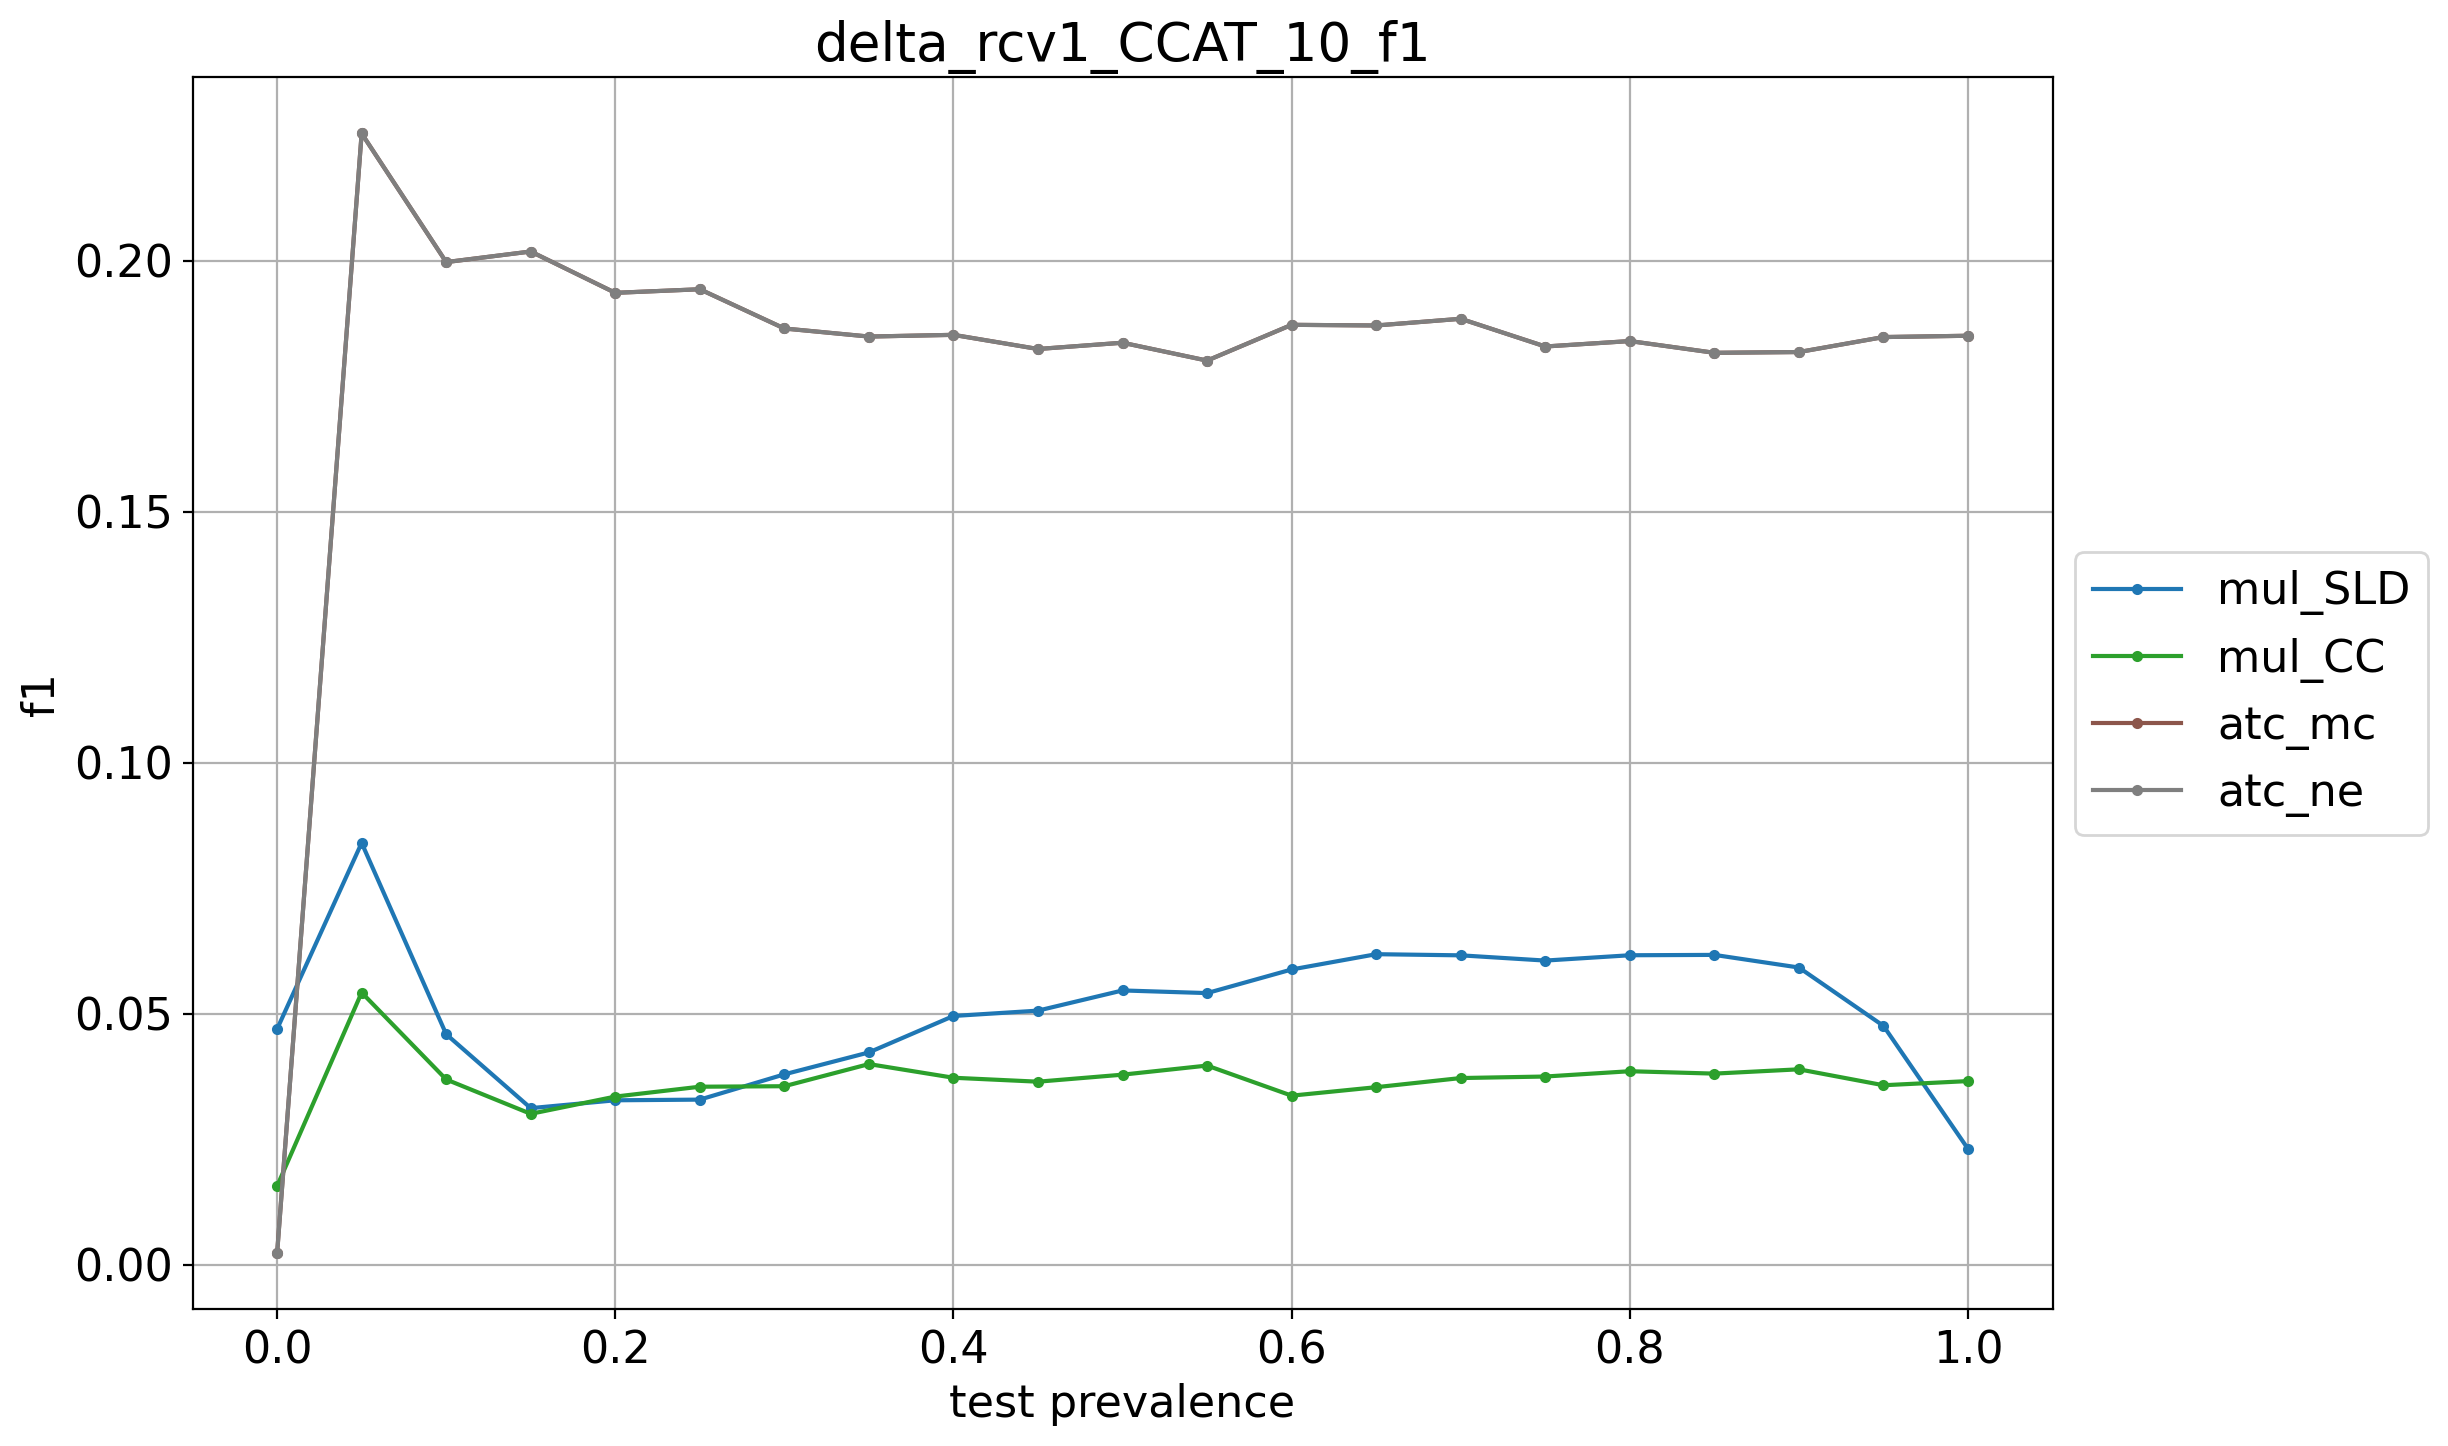 delta_rcv1_CCAT_10_f1
0.20
0.15
0.10
0.05
0.00
f1
0.0 0.2 0.4 0.6 0.8 1.0
test prevalence
mul_SLD
mul_CC
atc_mc
atc_ne